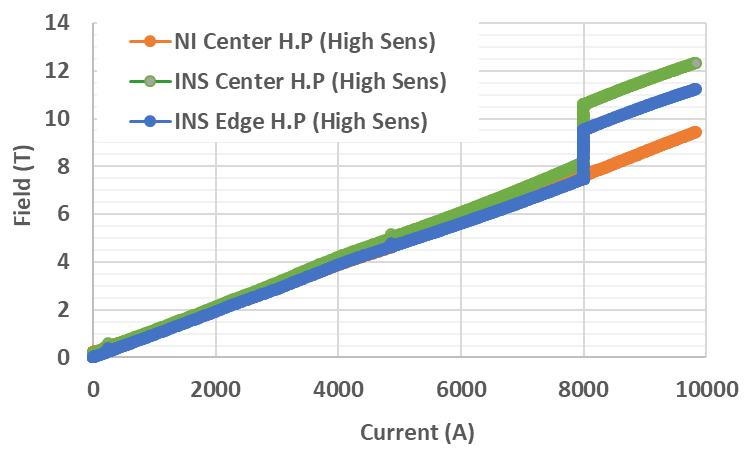 14
12
10
8
6
4
2
0
Field (T)
NI Center H.P (High Sens)
INS Center H.P (High Sens)
INS Edge H.P (High Sens)
0 2000 4000 6000 8000 10000
Current (A)